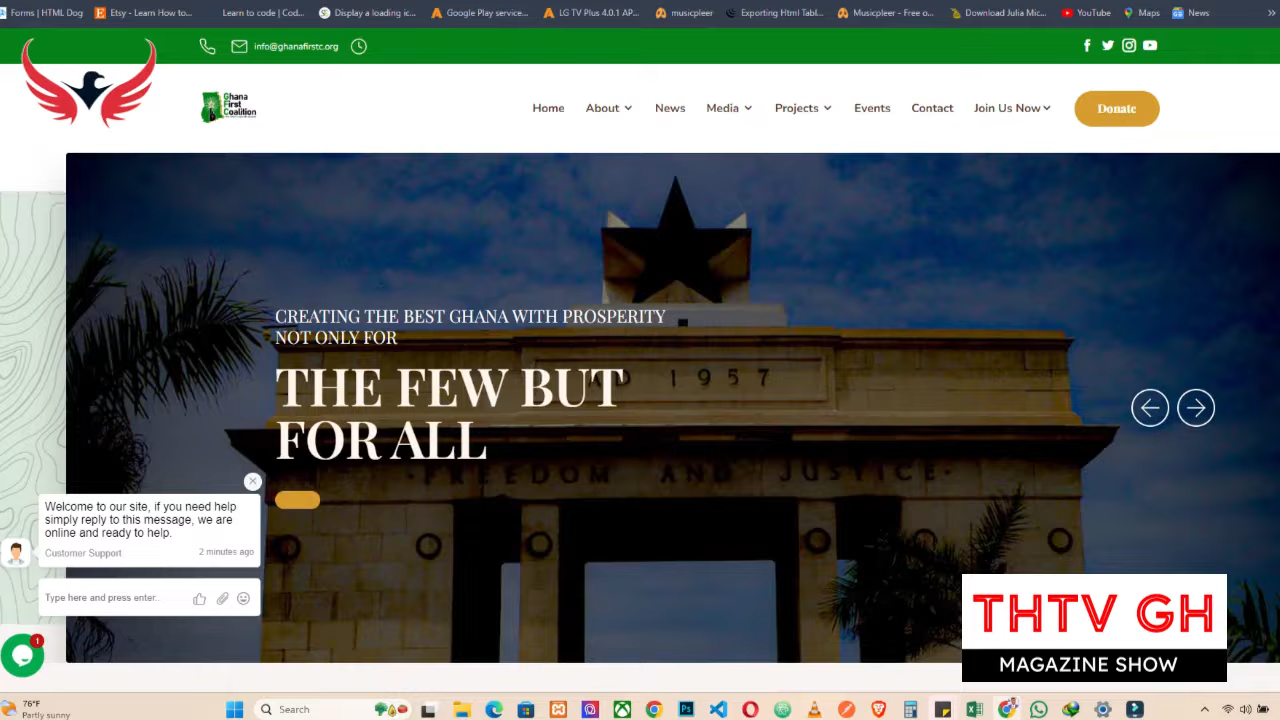 Forms | HTML Dog
Etsy - Learn How to...
Learn to code | Cod...
Display a loading ic...
Google Play service...
LG TV Plus 4.0.1 AP...
musicpleer
Exporting Html Tabl...
Musicpleer - Free o...
Download Julia Mic...
YouTube
Maps
News
info@ghanafirstc.org
Ghana
First
Coalition
Home
About
News
Media
Projects
Events
Contact
Join Us Now
Donate
CREATING THE BEST GHANA WITH PROSPERITY
NOT ONLY FOR
THE FEW BUT
FOR ALL
AD 1957
·FREEDOM AND JUSTICE·
Welcome to our site, if you need help
simply reply to this message, we are
online and ready to help.
Customer Support
2 minutes ago
Type here and press enter..
1
THTV GH
MAGAZINE SHOW
76°F
Partly sunny
Search